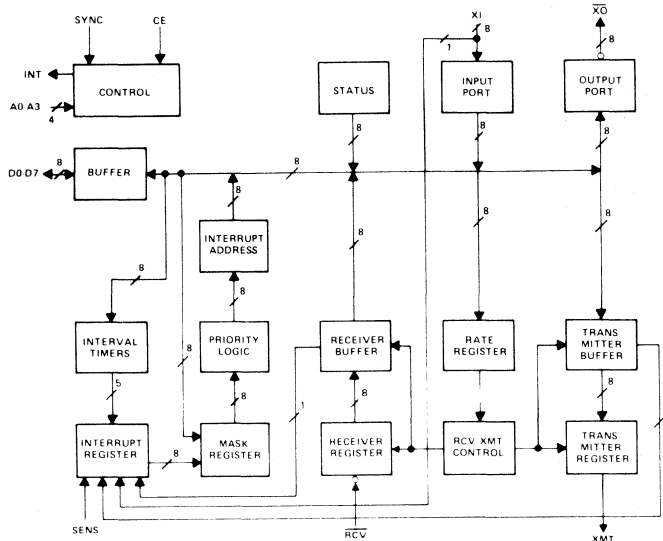 SYNC
CE
XI
XO
1
8
8
INT
CONTROL
STATUS
INPUT
PORT
OUTPUT
PORT
A0-A3
4
8
8
8
D0-D7
8
BUFFER
8
8
INTERRUPT
ADDRESS
8
8
8
8
8
INTERVAL
TIMERS
PRIORITY
LOGIC
RECEIVER
BUFFER
RATE
REGISTER
TRANS
MITTER
BUFFER
5
8
8
1
8
8
1
INTERRUPT
REGISTER
8
MASK
REGISTER
RECEIVER
REGISTER
RCV XMT
CONTROL
TRANS
MITTER
REGISTER
SENS
RCV
XMT